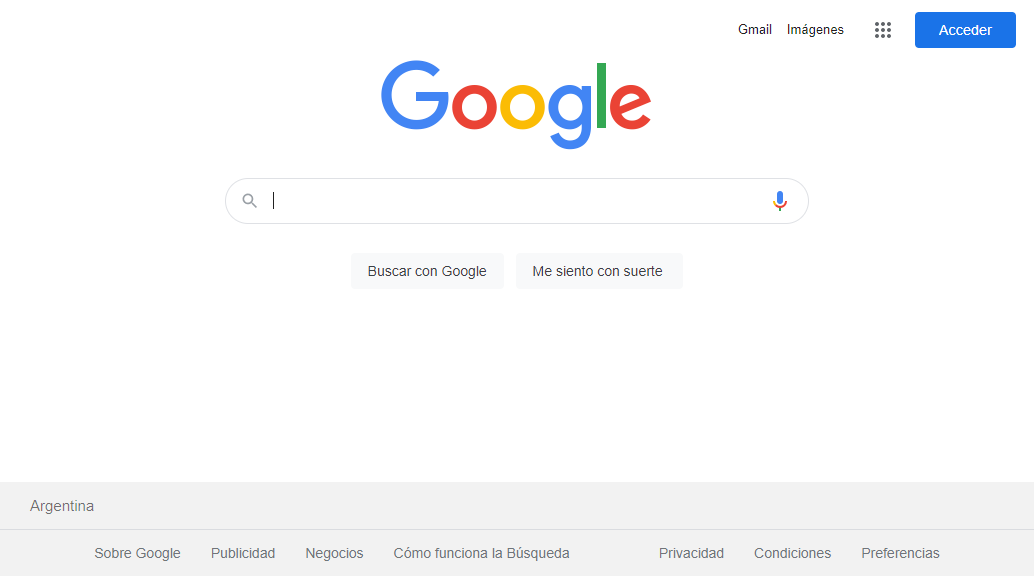 Gmail Imágenes Acceder
Google
Buscar con Google Me siento con suerte
Argentina
Sobre Google Publicidad Negocios Cómo funciona la Búsqueda Privacidad Condiciones Preferencias